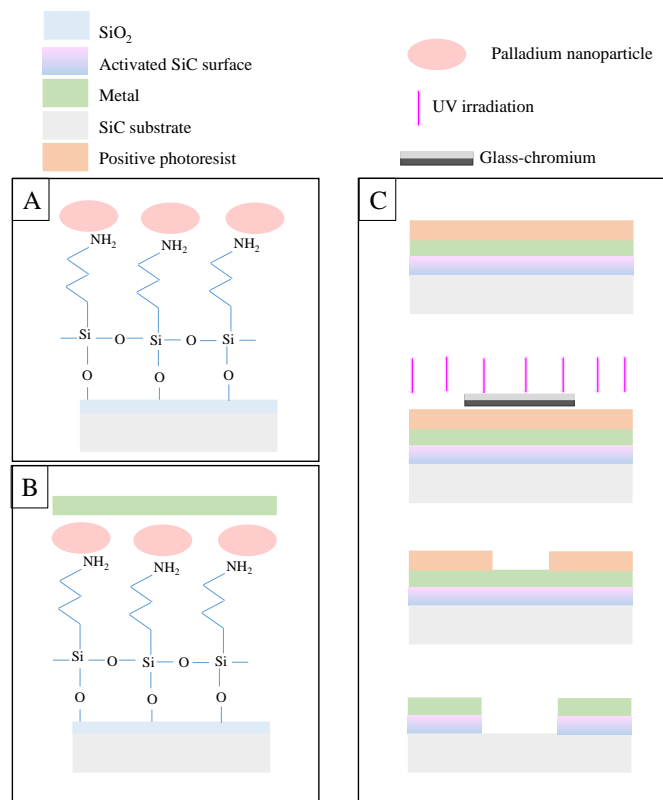 SiO2
Activated SiC surface
Metal
SiC substrate
Positive photoresist
Palladium nanoparticle
UV irradiation
Glass-chromium
A
NH2 NH2 NH2
Si O Si O Si
O O O
B
NH2 NH2 NH2
Si O Si O Si
O O O
C